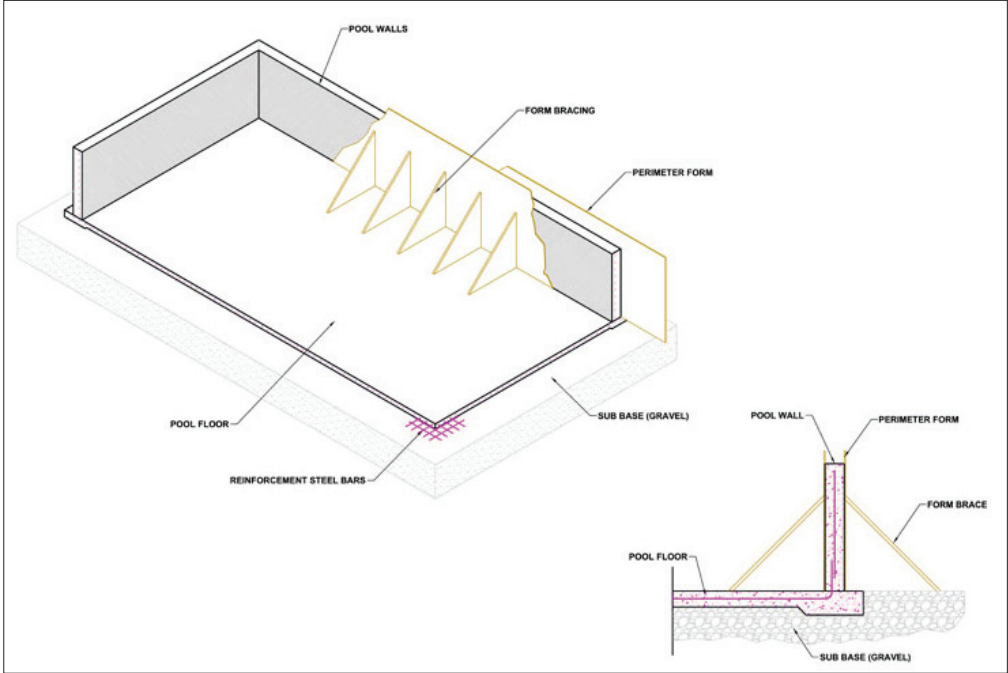 POOL WALLS
FORM BRACING
PERIMETER FORM
POOL FLOOR
SUB BASE (GRAVEL)
REINFORCEMENT STEEL BARS
POOL WALL
PERIMETER FORM
FORM BRACE
POOL FLOOR
SUB BASE (GRAVEL)